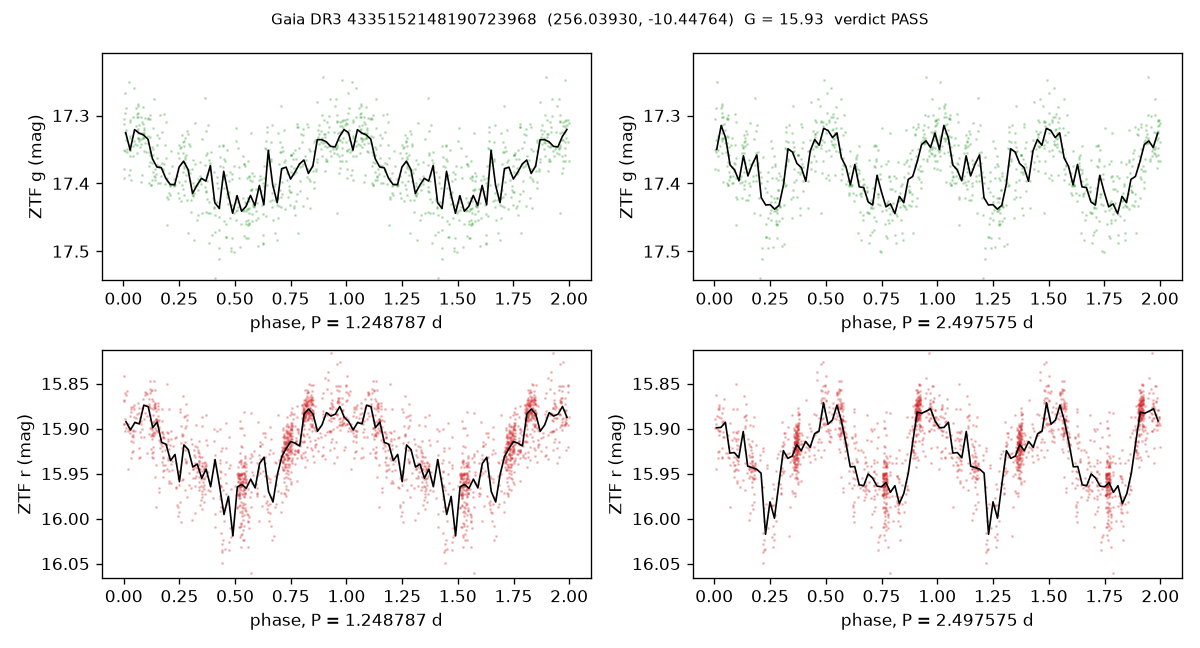 Gaia DR3 4335152148190723968  (256.03930, -10.44764)  G = 15.93  verdict PASS
ZTF g (mag)
17.3
17.4
17.5
0.00 0.25 0.50 0.75 1.00 1.25 1.50 1.75 2.00
phase, P = 1.248787 d
ZTF g (mag)
17.3
17.4
17.5
0.00 0.25 0.50 0.75 1.00 1.25 1.50 1.75 2.00
phase, P = 2.497575 d
ZTF r (mag)
15.85
15.90
15.95
16.00
16.05
0.00 0.25 0.50 0.75 1.00 1.25 1.50 1.75 2.00
phase, P = 1.248787 d
ZTF r (mag)
15.85
15.90
15.95
16.00
16.05
0.00 0.25 0.50 0.75 1.00 1.25 1.50 1.75 2.00
phase, P = 2.497575 d